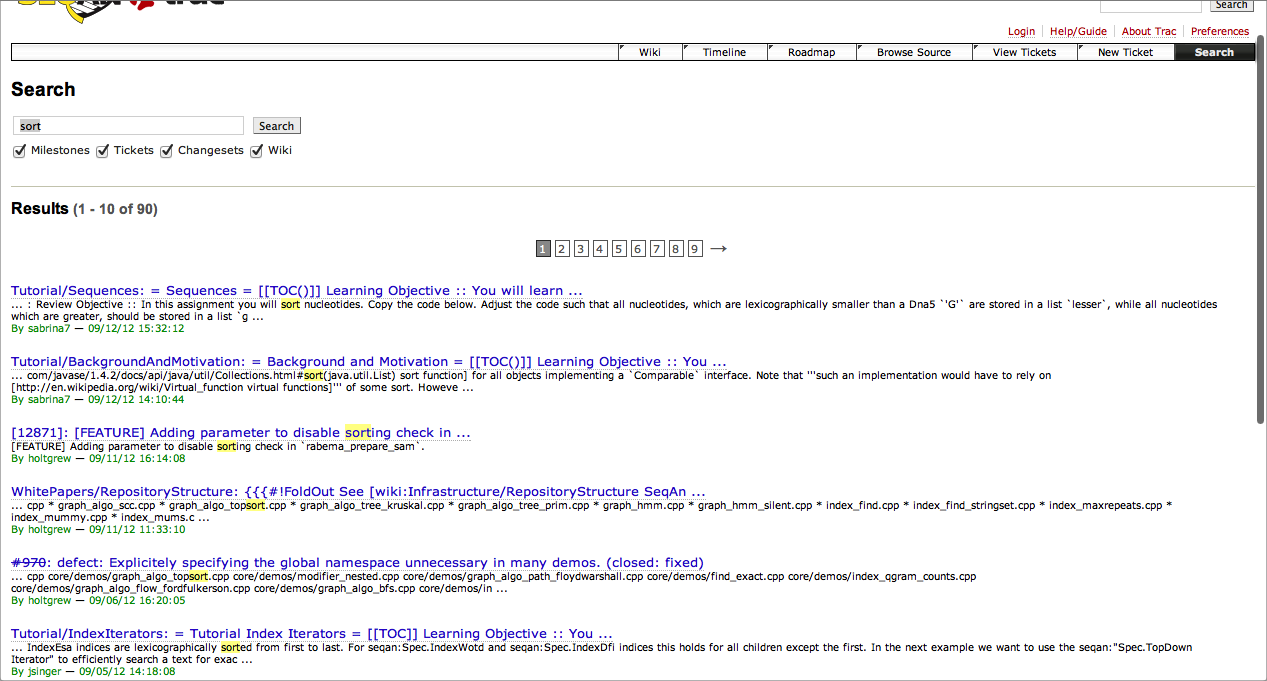 Search
Login Help/Guide About Trac Preferences
Wiki Timeline Roadmap Browse Source View Tickets New Ticket Search
Search
sort Search
Milestones Tickets Changesets Wiki
Results (1 - 10 of 90)
1 2 3 4 5 6 7 8 9 →
Tutorial/Sequences: = Sequences = [[TOC()]] Learning Objective :: You will learn ...
... : Review Objective :: In this assignment you will sort nucleotides. Copy the code below. Adjust the code such that all nucleotides, which are lexicographically smaller than a Dna5 `'G'` are stored in a list `lesser`, while all nucleotides
which are greater, should be stored in a list `g ...
By sabrina7 — 09/12/12 15:32:12
Tutorial/BackgroundAndMotivation: = Background and Motivation = [[TOC()]] Learning Objective :: You ...
... com/javase/1.4.2/docs/api/java/util/Collections.html#sort(java.util.List) sort function] for all objects implementing a `Comparable` interface. Note that '''such an implementation would have to rely on
[http://en.wikipedia.org/wiki/Virtual_function virtual functions]''' of some sort. Howeve ...
By sabrina7 — 09/12/12 14:10:44
[12871]: [FEATURE] Adding parameter to disable sorting check in ...
[FEATURE] Adding parameter to disable sorting check in `rabema_prepare_sam`.
By holtgrew — 09/11/12 16:14:08
WhitePapers/RepositoryStructure: {{{#!FoldOut See [wiki:Infrastructure/RepositoryStructure SeqAn ...
... cpp * graph_algo_scc.cpp * graph_algo_topsort.cpp * graph_algo_tree_kruskal.cpp * graph_algo_tree_prim.cpp * graph_hmm.cpp * graph_hmm_silent.cpp * index_find.cpp * index_find_stringset.cpp * index_maxrepeats.cpp *
index_mummy.cpp * index_mums.c ...
By holtgrew — 09/11/12 11:33:10
#970: defect: Explicitely specifying the global namespace unnecessary in many demos. (closed: fixed)
... cpp core/demos/graph_algo_topsort.cpp core/demos/modifier_nested.cpp core/demos/graph_algo_path_floydwarshall.cpp core/demos/find_exact.cpp core/demos/index_qgram_counts.cpp
core/demos/graph_algo_flow_fordfulkerson.cpp core/demos/graph_algo_bfs.cpp core/demos/in ...
By holtgrew — 09/06/12 16:20:05
Tutorial/IndexIterators: = Tutorial Index Iterators = [[TOC]] Learning Objective :: You ...
... IndexEsa indices are lexicographically sorted from first to last. For seqan:Spec.IndexWotd and seqan:Spec.IndexDfi indices this holds for all children except the first. In the next example we want to use the seqan:"Spec.TopDown
Iterator" to efficiently search a text for exac ...
By jsinger — 09/05/12 14:18:08